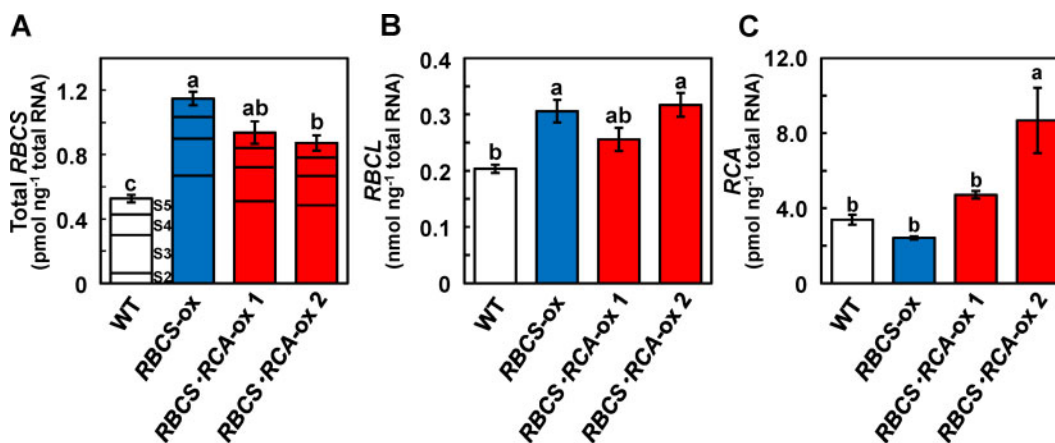 A
Total RBCS
(pmol ng-1 total RNA)
1.2
0.8
0.4
0
c
a
ab
b
S5
S4
S3
S2
WT
RBCS-ox
RBCS·RCA-ox 1
RBCS·RCA-ox 2
B
RBCL
(nmol ng-1 total RNA)
0.4
0.3
0.2
0.1
0
b
a
ab
a
WT
RBCS-ox
RBCS·RCA-ox 1
RBCS·RCA-ox 2
C
RCA
(pmol ng-1 total RNA)
12.0
8.0
4.0
0
b
b
b
a
WT
RBCS-ox
RBCS·RCA-ox 1
RBCS·RCA-ox 2